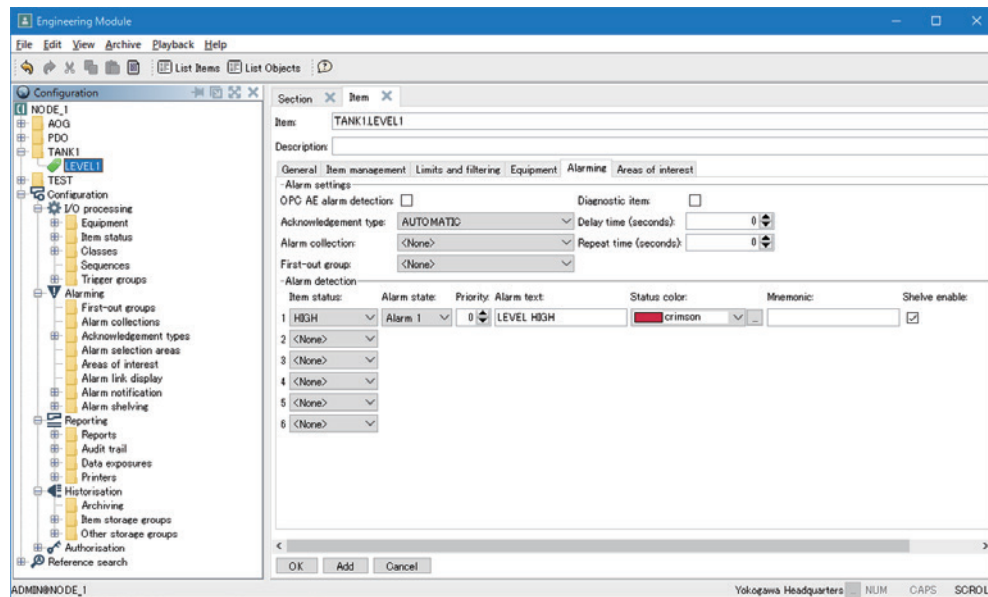 Engineering Module
File Edit View Archive Playback Help
List Items List Objects
Configuration
NODE_1
AOG
PDO
TANK1
LEVEL1
TEST
Configuration
I/O processing
Equipment
Item status
Classes
Sequences
Trigger groups
Alarming
First-out groups
Alarm collections
Acknowledgement types
Alarm selection areas
Areas of interest
Alarm link display
Alarm notification
Alarm shelving
Reporting
Reports
Audit trail
Data exposures
Printers
Historisation
Archiving
Item storage groups
Other storage groups
Authorisation
Reference search
Section Item
Item: TANK1.LEVEL1
Description:
General Item management Limits and filtering Equipment Alarming Areas of interest
Alarm settings
OPC AE alarm detection: Diagnostic item:
Acknowledgement type: AUTOMATIC Delay time (seconds): 0
Alarm collection: <None> Repeat time (seconds): 0
First-out group: <None>
Alarm detection
Item status: Alarm state: Priority: Alarm text: Status color: Mnemonic: Shelve enable:
1 HIGH Alarm 1 0 LEVEL HIGH crimson ...
2 <None>
3 <None>
4 <None>
5 <None>
6 <None>
OK Add Cancel
ADMIN@NODE_1 Yokogawa Headquarters ... NUM CAPS SCROL